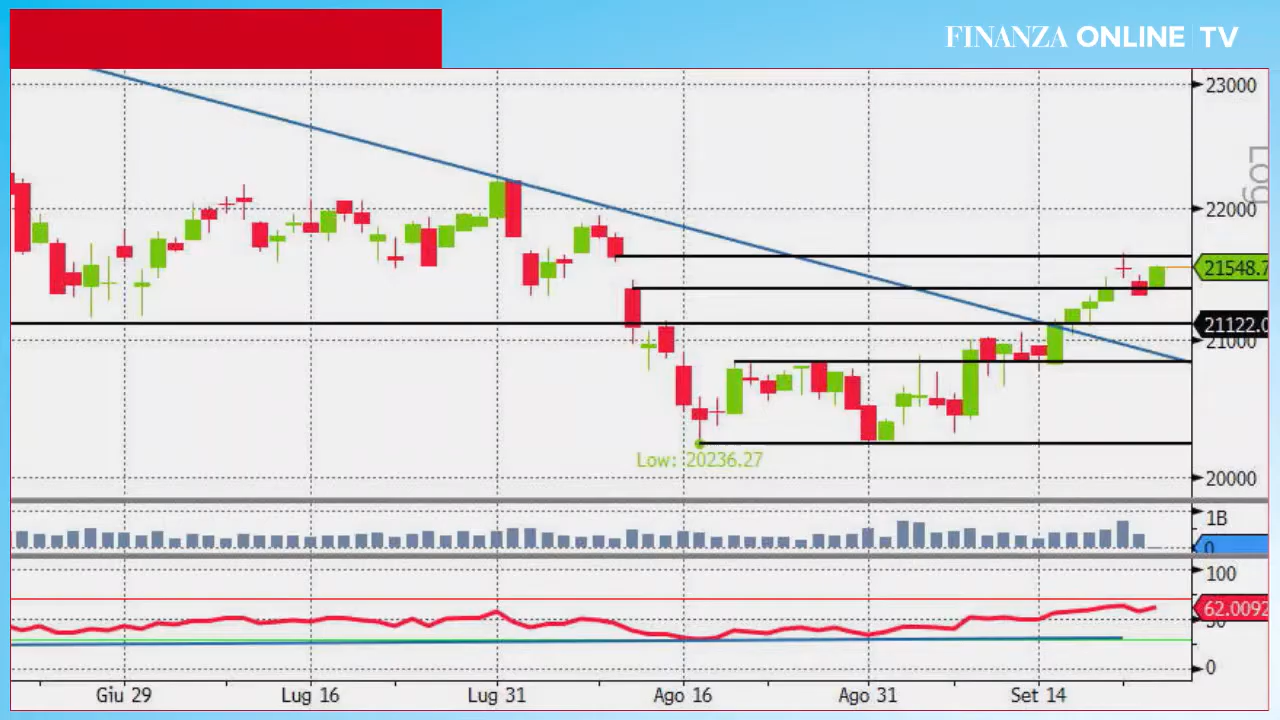 FINANZA ONLINE TV
23000
Log
22000
21548.7
21122.0
21000
Low: 20236.27
20000
1B
0
100
62.0092
50
0
Giu 29 Lug 16 Lug 31 Ago 16 Ago 31 Set 14